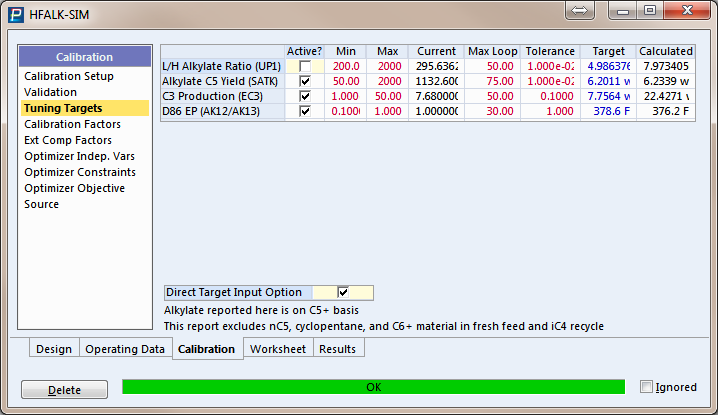 HFALK-SIM
Calibration
Calibration Setup
Validation
Tuning Targets
Calibration Factors
Ext Comp Factors
Optimizer Indep. Vars
Optimizer Constraints
Optimizer Objective
Source
Active? Min Max Current Max Loop Tolerance Target Calculated
L/H Alkylate Ratio (UP1) 200.0 2000 295.6362 50.00 1.000e-02 4.986376 7.973405
Alkylate C5 Yield (SATK) 50.00 2000 1132.600 75.00 1.000e-02 6.2011 w 6.2339 w
C3 Production (EC3) 1.000 50.00 7.680000 50.00 0.1000 7.7564 w 22.4271 w
D86 EP (AK12/AK13) 0.1000 1.000 1.000000 30.00 1.000 378.6 F 376.2 F
Direct Target Input Option
Alkylate reported here is on C5+ basis
This report excludes nC5, cyclopentane, and C6+ material in fresh feed and iC4 recycle
Design Operating Data Calibration Worksheet Results
Delete OK Ignored